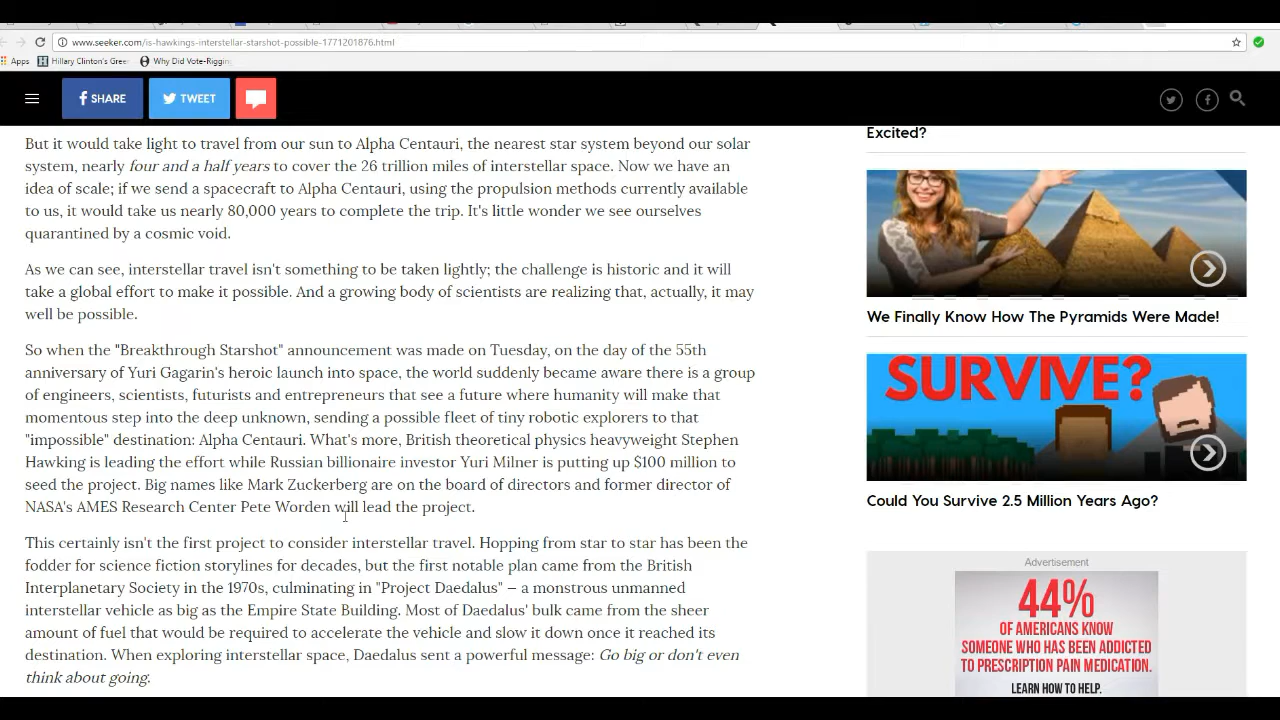 www.seeker.com/is-hawkings-interstellar-starshot-possible-1771201876.html
Apps Hillary Clinton's Green Why Did Vote-Riggin
SHARE TWEET
But it would take light to travel from our sun to Alpha Centauri, the nearest star system beyond our solar
system, nearly four and a half years to cover the 26 trillion miles of interstellar space. Now we have an
idea of scale; if we send a spacecraft to Alpha Centauri, using the propulsion methods currently available
to us, it would take us nearly 80,000 years to complete the trip. It's little wonder we see ourselves
quarantined by a cosmic void.
As we can see, interstellar travel isn't something to be taken lightly; the challenge is historic and it will
take a global effort to make it possible. And a growing body of scientists are realizing that, actually, it may
well be possible.
So when the "Breakthrough Starshot" announcement was made on Tuesday, on the day of the 55th
anniversary of Yuri Gagarin's heroic launch into space, the world suddenly became aware there is a group
of engineers, scientists, futurists and entrepreneurs that see a future where humanity will make that
momentous step into the deep unknown, sending a possible fleet of tiny robotic explorers to that
"impossible" destination: Alpha Centauri. What's more, British theoretical physics heavyweight Stephen
Hawking is leading the effort while Russian billionaire investor Yuri Milner is putting up $100 million to
seed the project. Big names like Mark Zuckerberg are on the board of directors and former director of
NASA's AMES Research Center Pete Worden will lead the project.
This certainly isn't the first project to consider interstellar travel. Hopping from star to star has been the
fodder for science fiction storylines for decades, but the first notable plan came from the British
Interplanetary Society in the 1970s, culminating in "Project Daedalus" – a monstrous unmanned
interstellar vehicle as big as the Empire State Building. Most of Daedalus' bulk came from the sheer
amount of fuel that would be required to accelerate the vehicle and slow it down once it reached its
destination. When exploring interstellar space, Daedalus sent a powerful message: Go big or don't even
think about going.
Excited?
We Finally Know How The Pyramids Were Made!
SURVIVE?
Could You Survive 2.5 Million Years Ago?
Advertisement
44%
OF AMERICANS KNOW
SOMEONE WHO HAS BEEN ADDICTED
TO PRESCRIPTION PAIN MEDICATION.
LEARN HOW TO HELP.